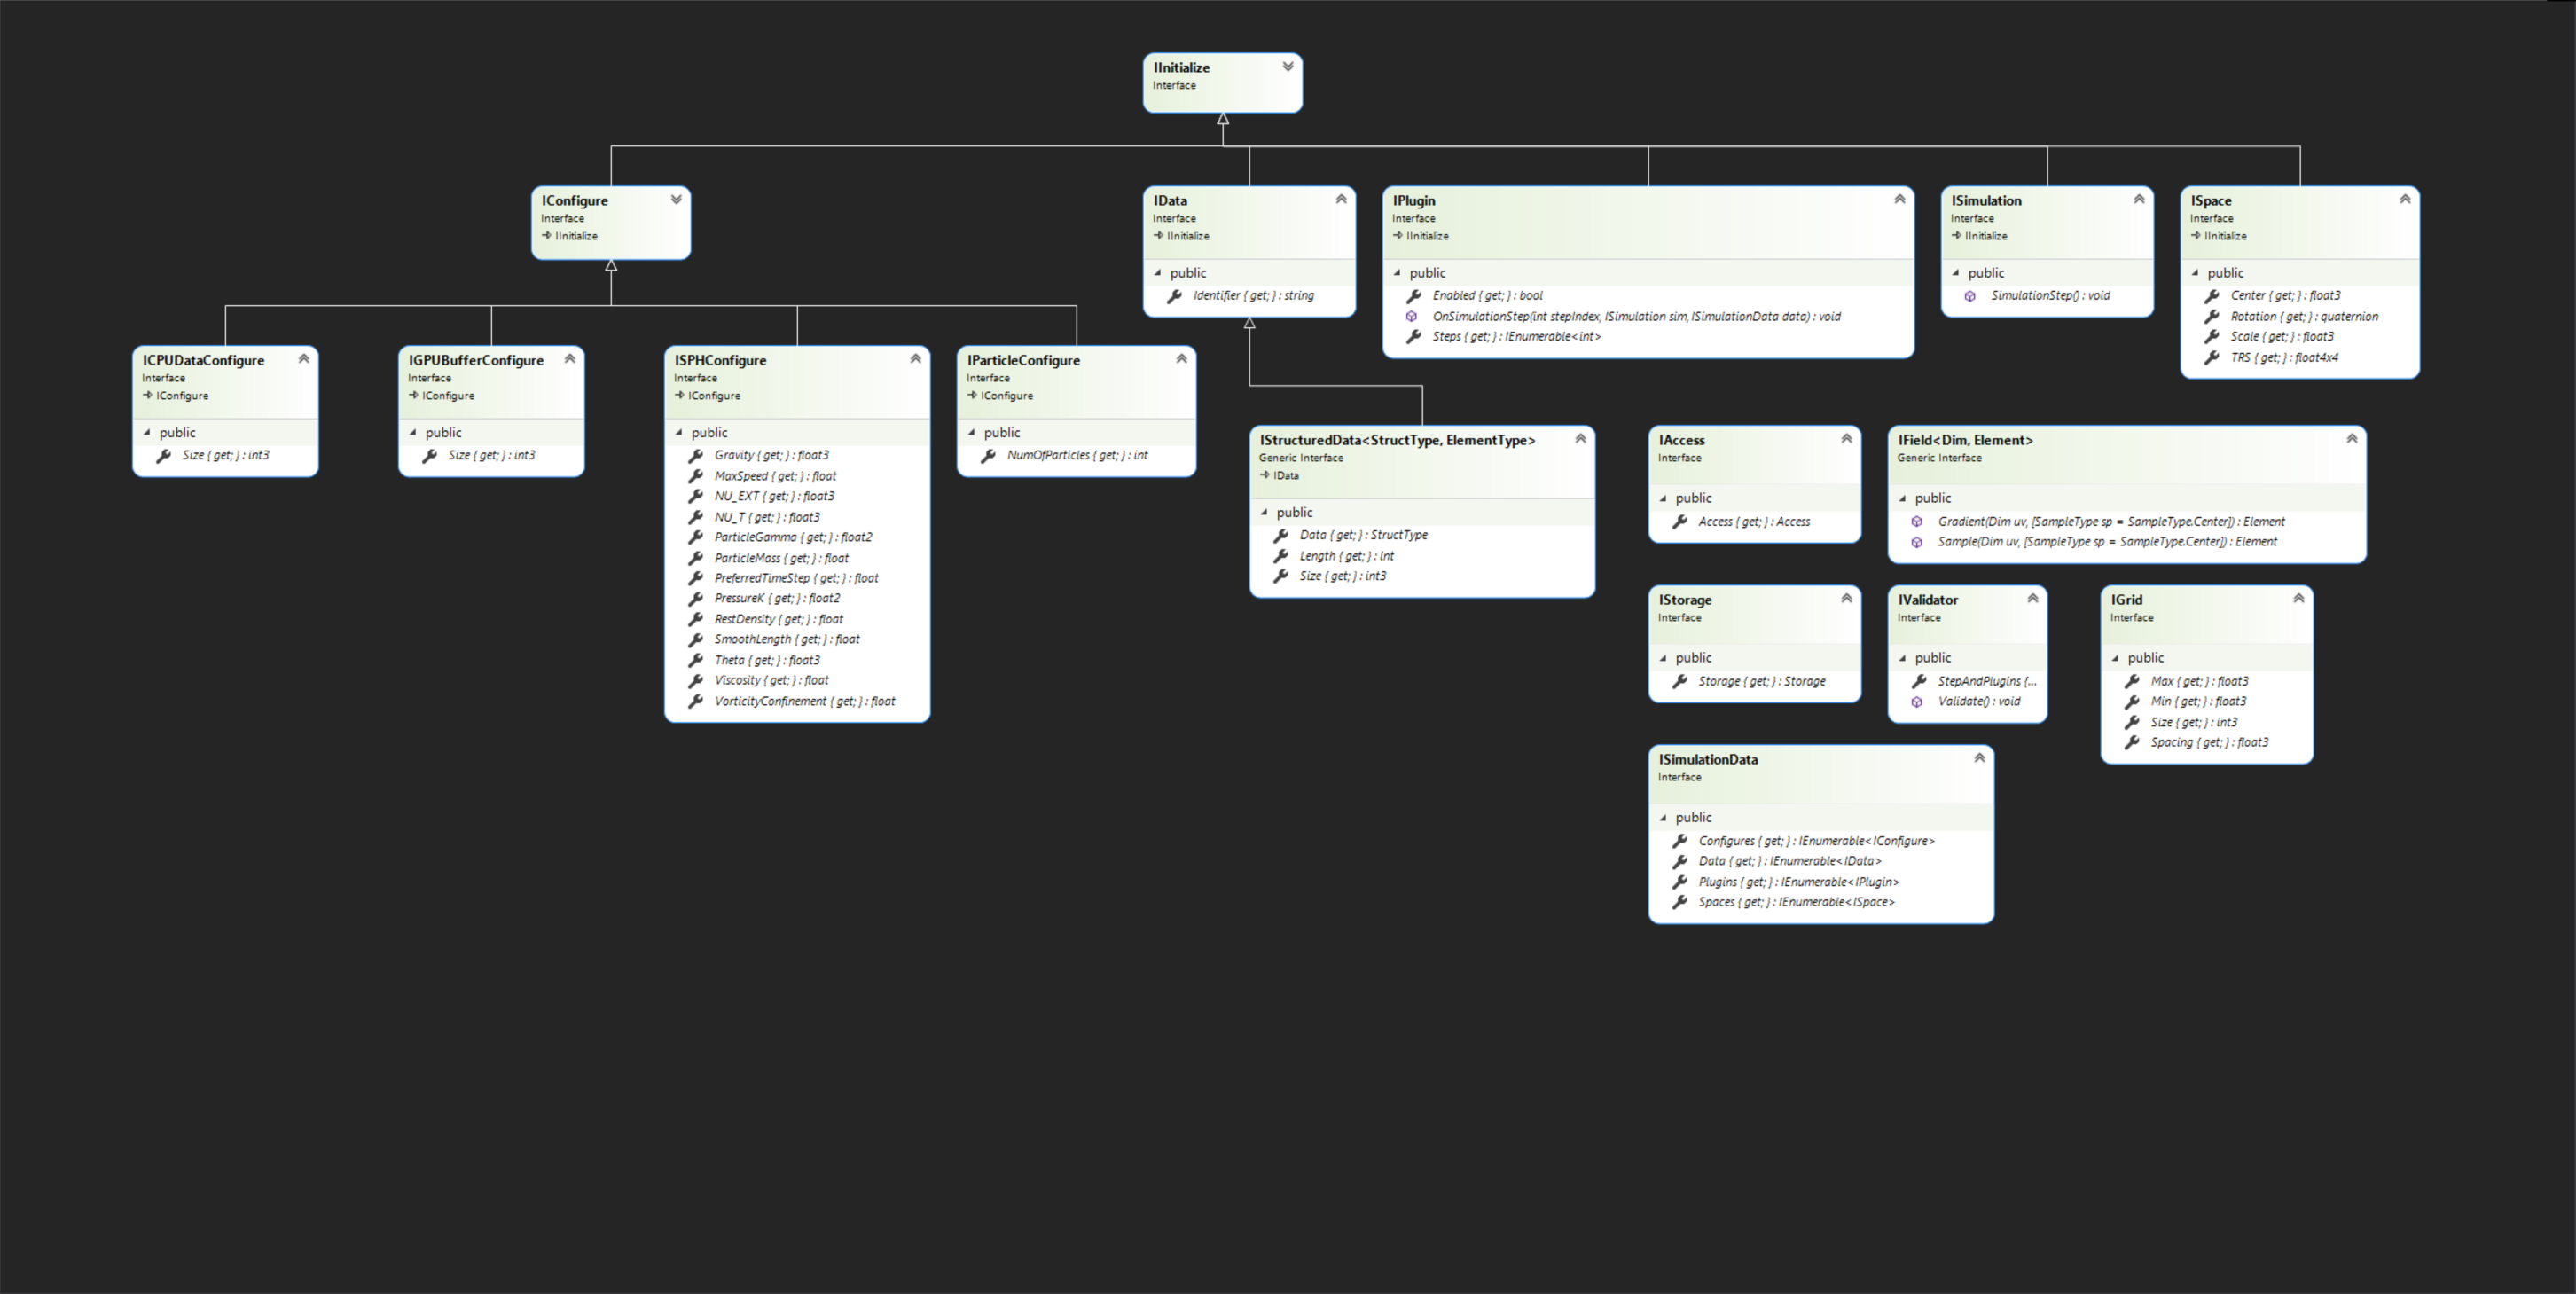 IInitialize
Interface
IConfigure
Interface
IInitialize
IData
Interface
IInitialize
public
Identifier { get; } : string
IPlugin
Interface
IInitialize
public
Enabled { get; } : bool
OnSimulationStep(int stepIndex, ISimulation sim, ISimulationData data) : void
Steps { get; } : IEnumerable<int>
ISimulation
Interface
IInitialize
public
SimulationStep() : void
ISpace
Interface
IInitialize
public
Center { get; } : float3
Rotation { get; } : quaternion
Scale { get; } : float3
TRS { get; } : float4x4
ICPUDataConfigure
Interface
IConfigure
public
Size { get; } : int3
IGPUBufferConfigure
Interface
IConfigure
public
Size { get; } : int3
ISPHConfigure
Interface
IConfigure
public
Gravity { get; } : float3
MaxSpeed { get; } : float
NU_EXT { get; } : float3
NU_T { get; } : float3
ParticleGamma { get; } : float2
ParticleMass { get; } : float
PreferredTimeStep { get; } : float
PressureK { get; } : float2
RestDensity { get; } : float
SmoothLength { get; } : float
Theta { get; } : float3
Viscosity { get; } : float
VorticityConfinement { get; } : float
IParticleConfigure
Interface
IConfigure
public
NumOfParticles { get; } : int
IStructuredData<StructType, ElementType>
Generic Interface
IData
public
Data { get; } : StructType
Length { get; } : int
Size { get; } : int3
IAccess
Interface
public
Access { get; } : Access
IField<Dim, Element>
Generic Interface
public
Gradient(Dim uv, [SampleType sp = SampleType.Center]) : Element
Sample(Dim uv, [SampleType sp = SampleType.Center]) : Element
IStorage
Interface
public
Storage { get; } : Storage
IValidator
Interface
public
StepAndPlugins {...
Validate() : void
IGrid
Interface
public
Max { get; } : float3
Min { get; } : float3
Size { get; } : int3
Spacing { get; } : float3
ISimulationData
Interface
public
Configures { get; } : IEnumerable<IConfigure>
Data { get; } : IEnumerable<IData>
Plugins { get; } : IEnumerable<IPlugin>
Spaces { get; } : IEnumerable<ISpace>